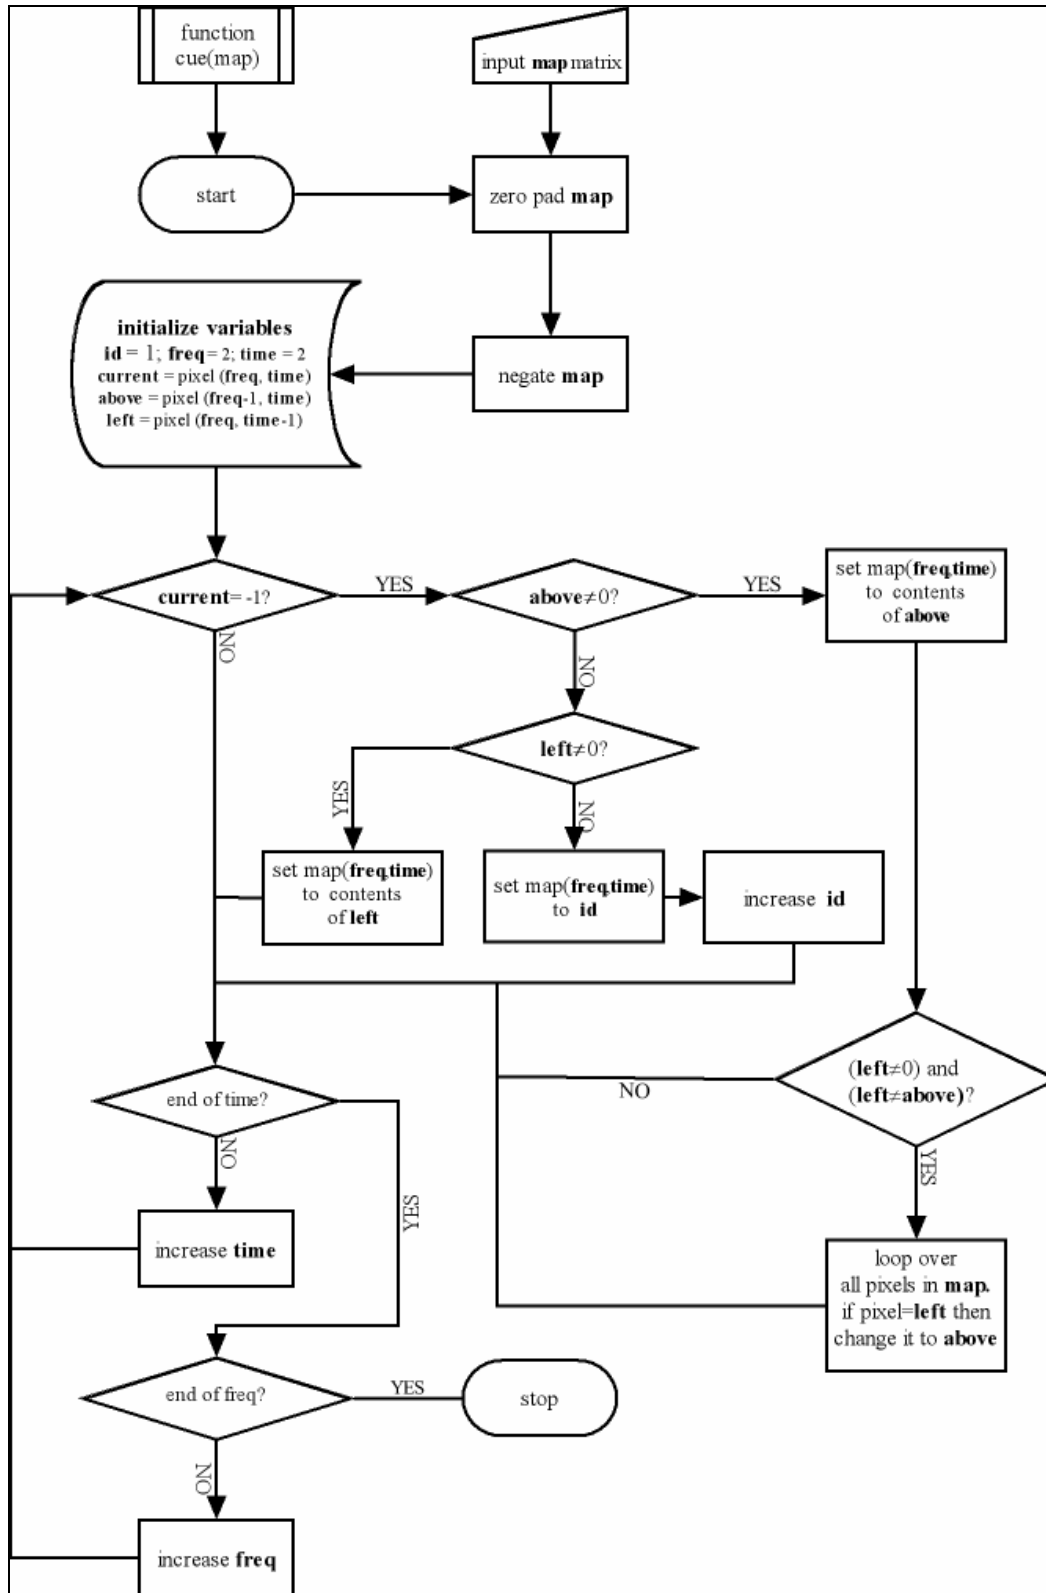 function
cue(map)
input map matrix
start
zero pad map
initialize variables
id = 1; freq = 2; time = 2
current = pixel (freq, time)
above = pixel (freq-1, time)
left = pixel (freq, time-1)
negate map
current= -1?
YES
above≠0?
YES
set map(freq,time)
to contents
of above
NO
NO
left≠0?
YES
NO
set map(freq,time)
to contents
of left
set map(freq,time)
to id
increase id
(left≠0) and
(left≠above)?
NO
YES
end of time?
NO
YES
increase time
loop over
all pixels in map.
if pixel=left then
change it to above
end of freq?
YES
stop
NO
increase freq